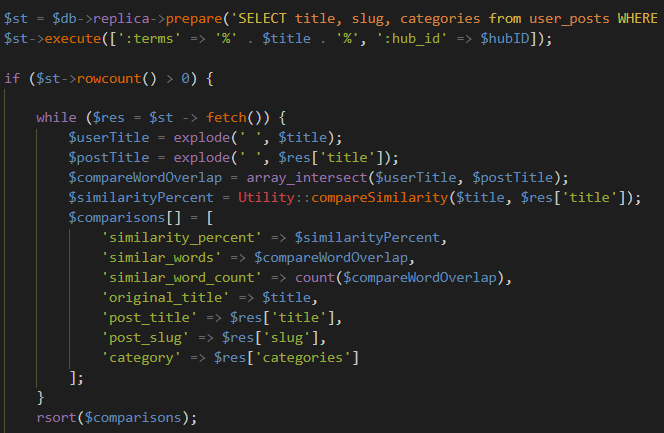 $st = $db->replica->prepare('SELECT title, slug, categories from user_posts WHERE
$st->execute([':terms' => '%' . $title . '%', ':hub_id' => $hubID]);
if ($st->rowcount() > 0) {
while ($res = $st -> fetch()) {
$userTitle = explode(' ', $title);
$postTitle = explode(' ', $res['title']);
$compareWordOverlap = array_intersect($userTitle, $postTitle);
$similarityPercent = Utility::compareSimilarity($title, $res['title']);
$comparisons[] = [
'similarity_percent' => $similarityPercent,
'similar_words' => $compareWordOverlap,
'similar_word_count' => count($compareWordOverlap),
'original_title' => $title,
'post_title' => $res['title'],
'post_slug' => $res['slug'],
'category' => $res['categories']
];
}
rsort($comparisons);